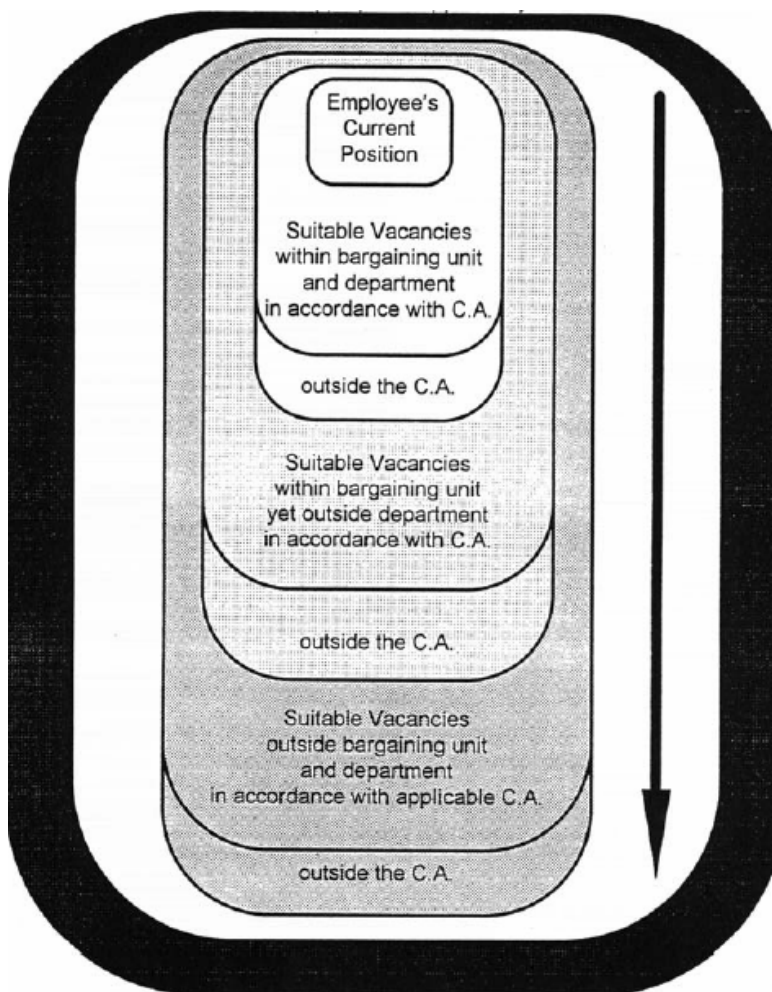 Employee's
Current
Position
Suitable Vacancies
within bargaining unit
and department
in accordance with C.A.
outside the C.A.
Suitable Vacancies
within bargaining unit
yet outside department
in accordance with C.A.
outside the C.A.
Suitable Vacancies
outside bargaining unit
and department
in accordance with applicable C.A.
outside the C.A.